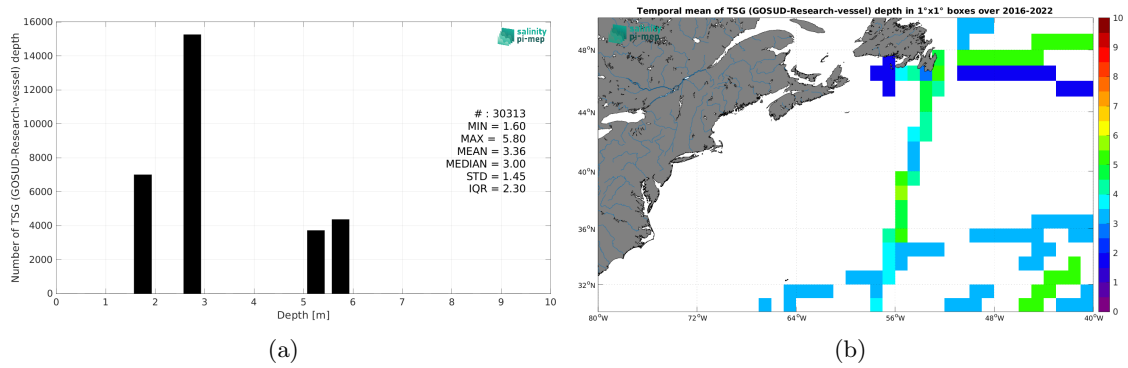 16000
14000
12000
10000
8000
6000
4000
2000
0
Number of TSG (GOSUD-Research-vessel) depth
salinity
pi-mep
# : 30313
MIN = 1.60
MAX = 5.80
MEAN = 3.36
MEDIAN = 3.00
STD = 1.45
IQR = 2.30
0 1 2 3 4 5 6 7 8 9 10
Depth [m]
(a)
Temporal mean of TSG (GOSUD-Research-vessel) depth in 1°x1° boxes over 2016-2022
salinity
pi-mep
48°N
44°N
40°N
36°N
32°N
80°W 72°W 64°W 56°W 48°W 40°W
10
9
8
7
6
5
4
3
2
1
0
(b)